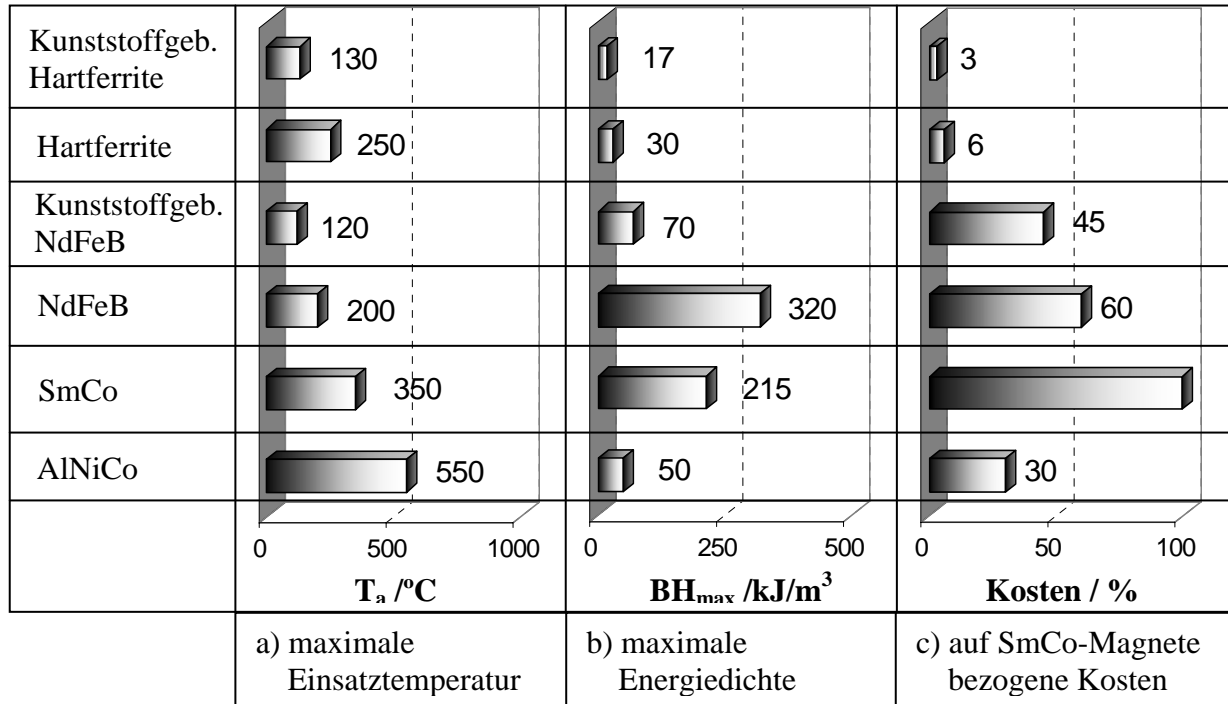 Kunststoffgeb.
Hartferrite
130
17
3
Hartferrite
250
30
6
Kunststoffgeb.
NdFeB
120
70
45
NdFeB
200
320
60
SmCo
350
215
AlNiCo
550
50
30
0 500 1000
0 250 500
0 50 100
Tₐ /ºC
BHmax /kJ/m³
Kosten / %
a) maximale
Einsatztemperatur
b) maximale
Energiedichte
c) auf SmCo-Magnete
bezogene Kosten